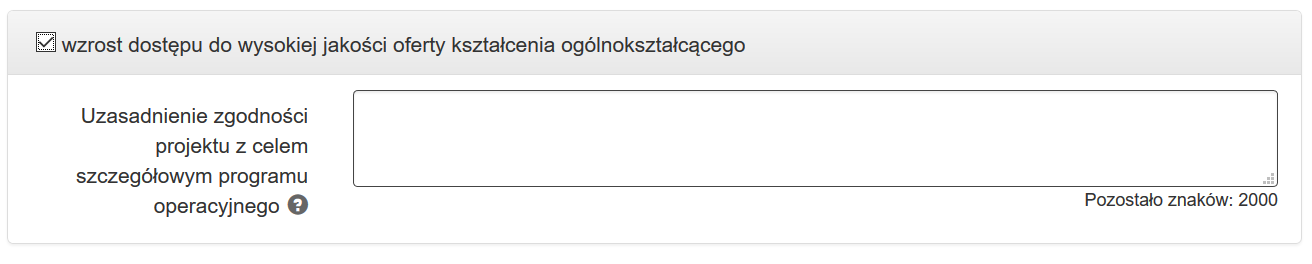 wzrost dostępu do wysokiej jakości oferty kształcenia ogólnokształcącego
Uzasadnienie zgodności
projektu z celem
szczegółowym programu
operacyjnego ?
Pozostało znaków: 2000